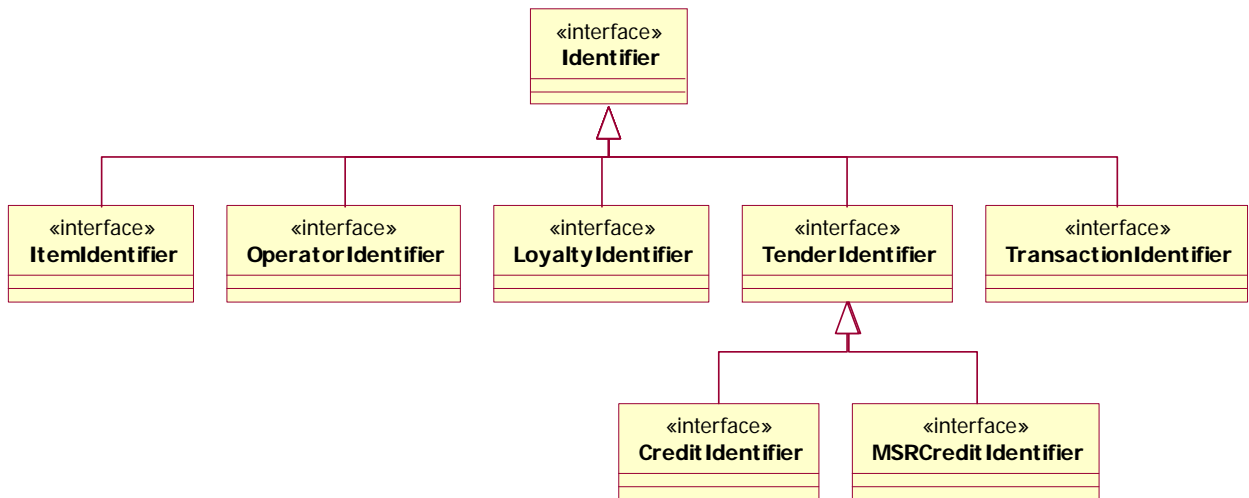 «interface»
Identifier
«interface»
ItemIdentifier
«interface»
OperatorIdentifier
«interface»
LoyaltyIdentifier
«interface»
TenderIdentifier
«interface»
TransactionIdentifier
«interface»
CreditIdentifier
«interface»
MSRCreditIdentifier